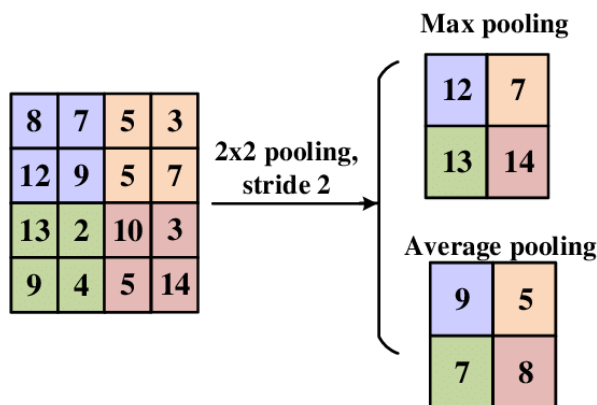 Max pooling
12 7
13 14
8 7 5 3
12 9 5 7
13 2 10 3
9 4 5 14
2x2 pooling,
stride 2
Average pooling
9 5
7 8